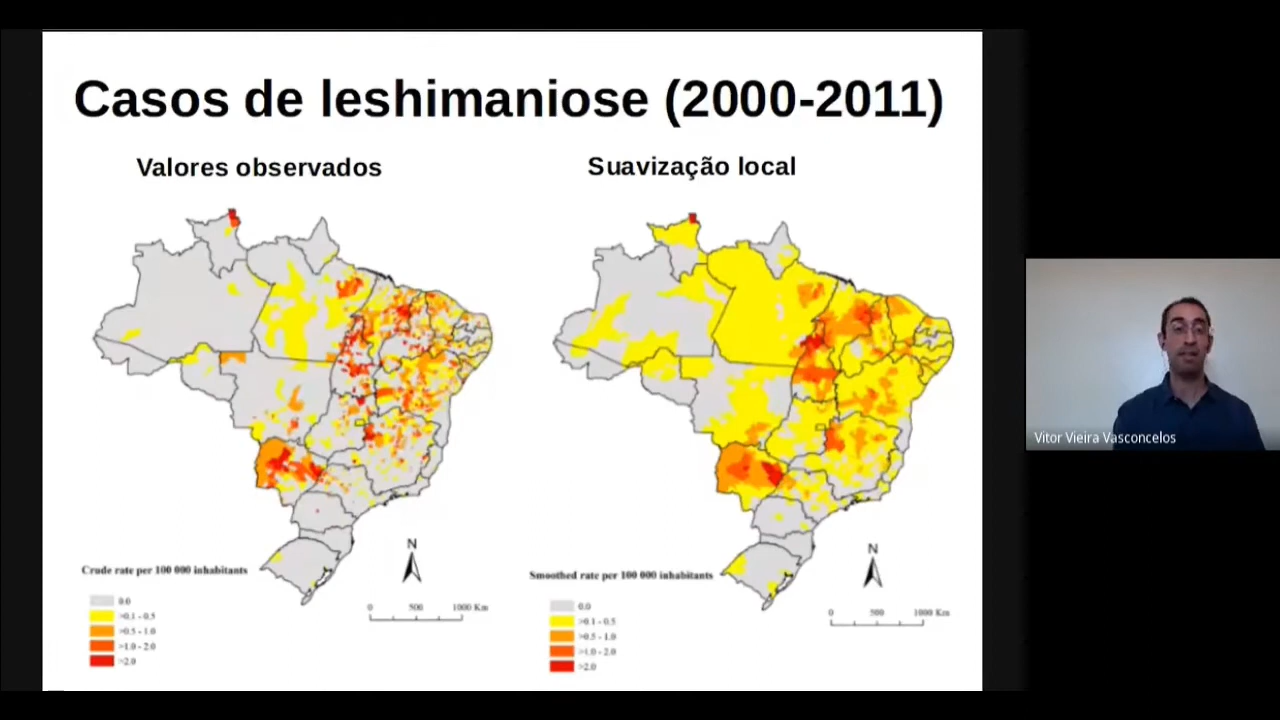 Casos de leshimaniose (2000-2011)
Valores observados
Suavização local
N
N
Crude rate per 100 000 inhabitants
0.0
>0.1 - 0.5
>0.5 - 1.0
>1.0 - 2.0
>2.0
0 500 1000 Km
Smoothed rate per 100 000 inhabitants
0.0
>0.1 - 0.5
>0.5 - 1.0
>1.0 - 2.0
>2.0
0 500 1000 Km
Vitor Vieira Vasconcelos